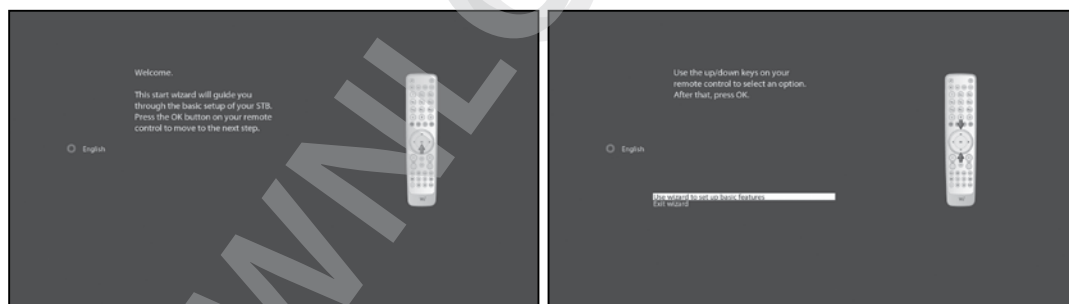 Welcome.
This start wizard will guide you
through the basic setup of your STB.
Press the OK button on your remote
control to move to the next step.
English
Use the up/down keys on your
remote control to select an option.
After that, press OK.
English
Use wizard to set up basic features
Exit wizard